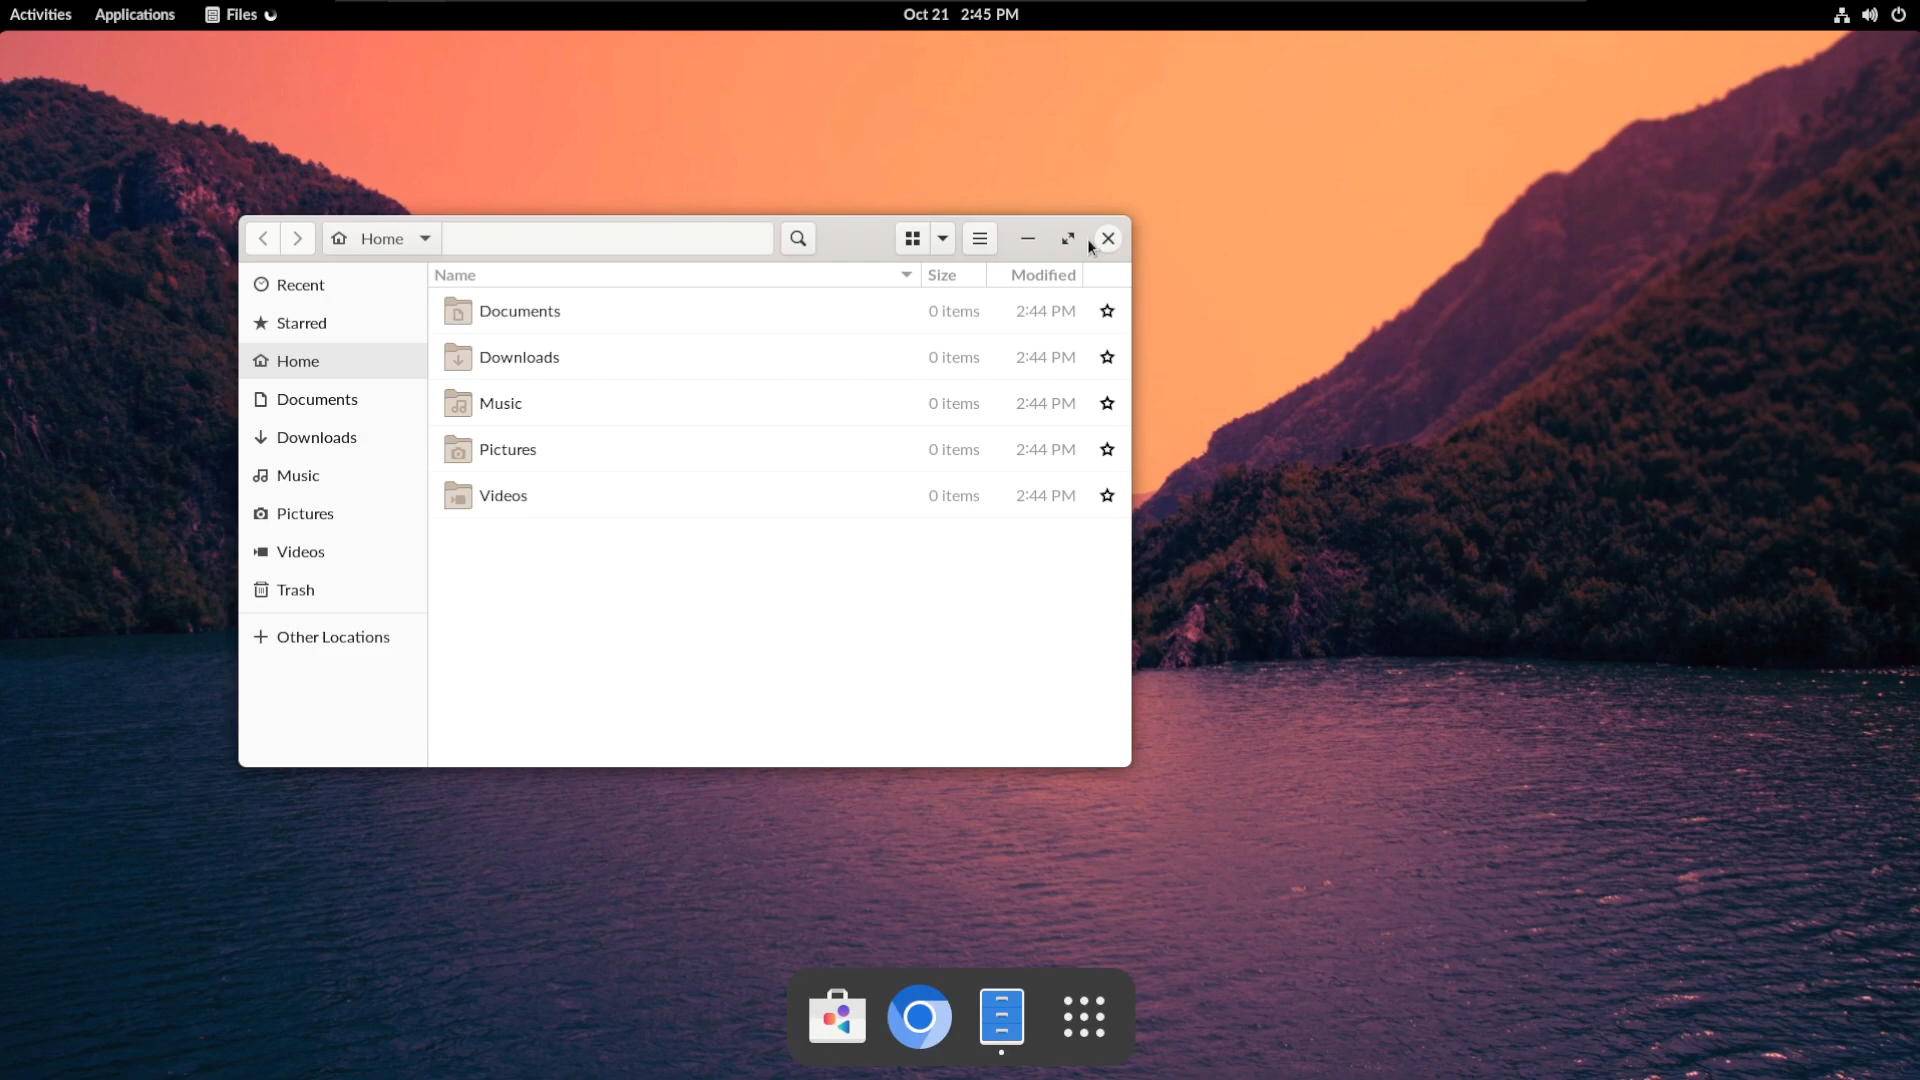 Activities Applications Files Oct 21 2:45 PM
Home
Recent
Starred
Home
Documents
Downloads
Music
Pictures
Videos
Trash
Other Locations
Name Size Modified
Documents 0 items 2:44 PM
Downloads 0 items 2:44 PM
Music 0 items 2:44 PM
Pictures 0 items 2:44 PM
Videos 0 items 2:44 PM